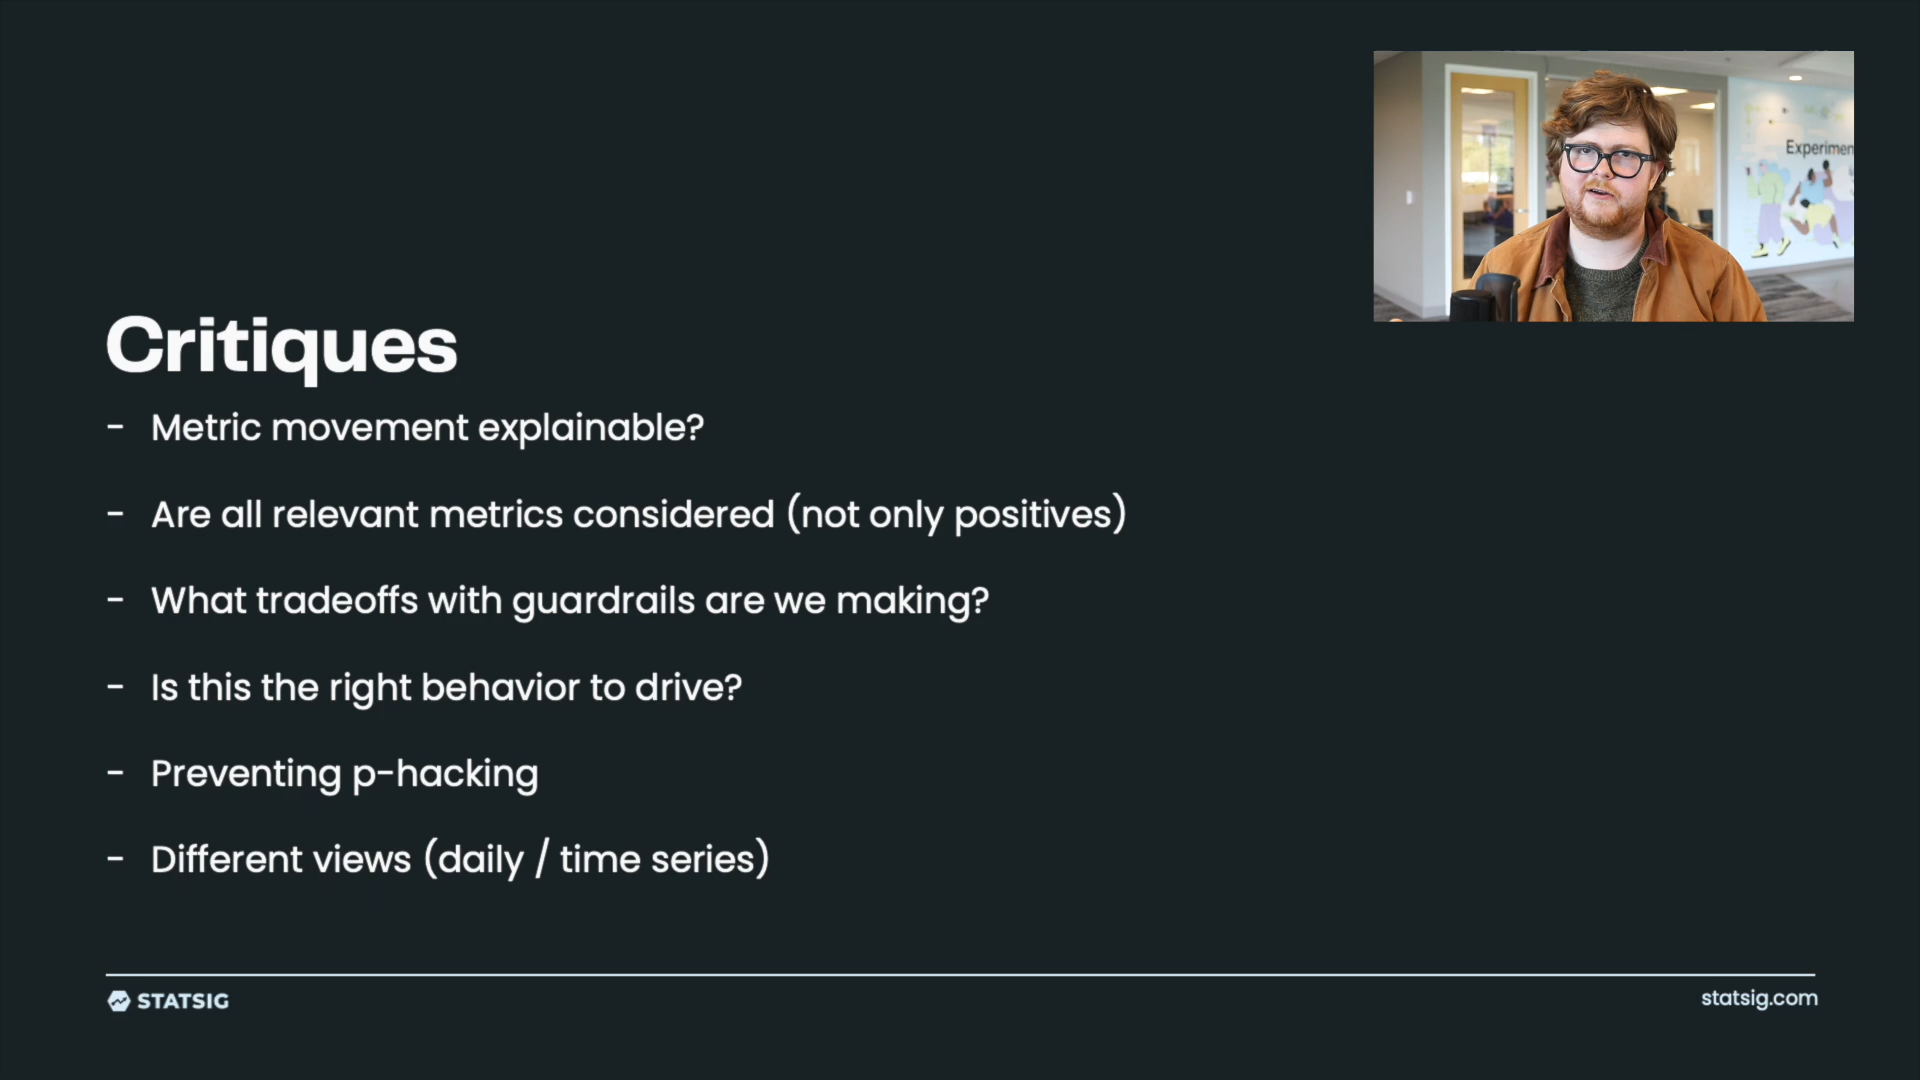 Experimen
Critiques
- Metric movement explainable?
- Are all relevant metrics considered (not only positives)
- What tradeoffs with guardrails are we making?
- Is this the right behavior to drive?
- Preventing p-hacking
- Different views (daily / time series)
STATSIG
statsig.com